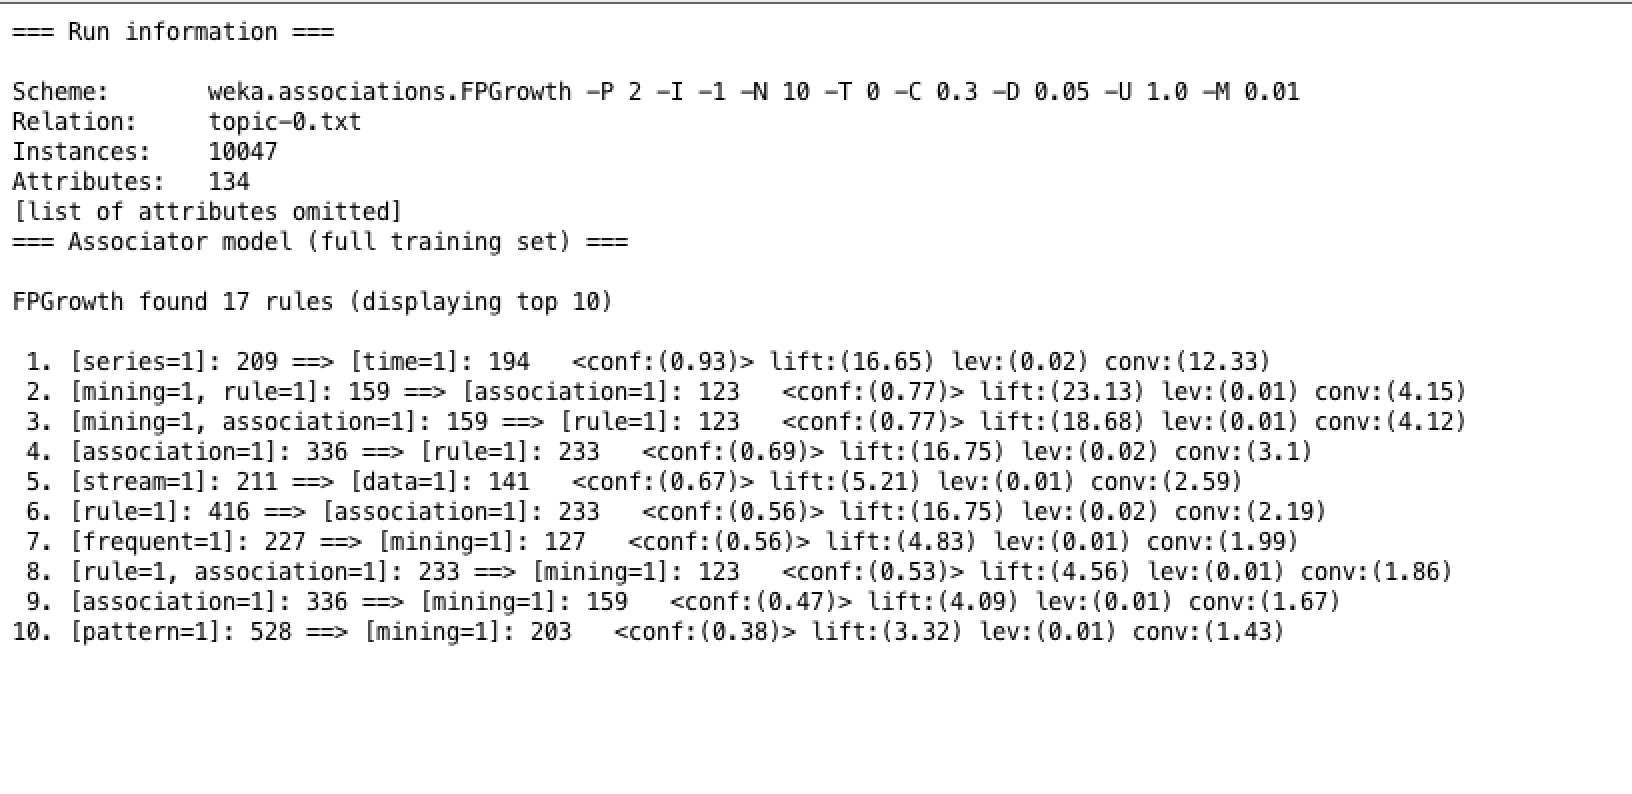 === Run information ===
Scheme:       weka.associations.FPGrowth -P 2 -I -1 -N 10 -T 0 -C 0.3 -D 0.05 -U 1.0 -M 0.01
Relation:     topic-0.txt
Instances:    10047
Attributes:   134
[list of attributes omitted]
=== Associator model (full training set) ===
FPGrowth found 17 rules (displaying top 10)
 1. [series=1]: 209 ==> [time=1]: 194   <conf:(0.93)> lift:(16.65) lev:(0.02) conv:(12.33)
 2. [mining=1, rule=1]: 159 ==> [association=1]: 123   <conf:(0.77)> lift:(23.13) lev:(0.01) conv:(4.15)
 3. [mining=1, association=1]: 159 ==> [rule=1]: 123   <conf:(0.77)> lift:(18.68) lev:(0.01) conv:(4.12)
 4. [association=1]: 336 ==> [rule=1]: 233   <conf:(0.69)> lift:(16.75) lev:(0.02) conv:(3.1)
 5. [stream=1]: 211 ==> [data=1]: 141   <conf:(0.67)> lift:(5.21) lev:(0.01) conv:(2.59)
 6. [rule=1]: 416 ==> [association=1]: 233   <conf:(0.56)> lift:(16.75) lev:(0.02) conv:(2.19)
 7. [frequent=1]: 227 ==> [mining=1]: 127   <conf:(0.56)> lift:(4.83) lev:(0.01) conv:(1.99)
 8. [rule=1, association=1]: 233 ==> [mining=1]: 123   <conf:(0.53)> lift:(4.56) lev:(0.01) conv:(1.86)
 9. [association=1]: 336 ==> [mining=1]: 159   <conf:(0.47)> lift:(4.09) lev:(0.01) conv:(1.67)
10. [pattern=1]: 528 ==> [mining=1]: 203   <conf:(0.38)> lift:(3.32) lev:(0.01) conv:(1.43)